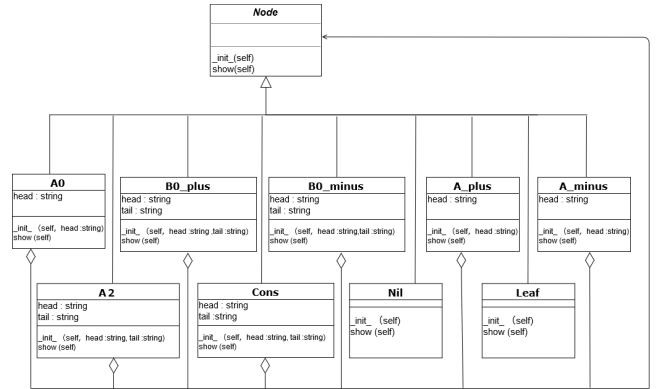 Node
_init_(self)
show(self)
A0
head : string
_init_ (self, head :string)
show (self)
B0_plus
head : string
tail : string
_init_ (self, head :string,tail :string)
show (self)
B0_minus
head : string
tail : string
_init_ (self, head :string,tail :string)
show (self)
A_plus
head : string
_init_ (self, head :string)
show (self)
A_minus
head : string
_init_ (self, head :string)
show (self)
A2
head : string
tail : string
_init_ (self, head :string, tail :string)
show (self)
Cons
head : string
tail :string
_init_ (self, head :string, tail :string)
show (self)
Nil
_init_ (self)
show (self)
Leaf
_init_ (self)
show (self)